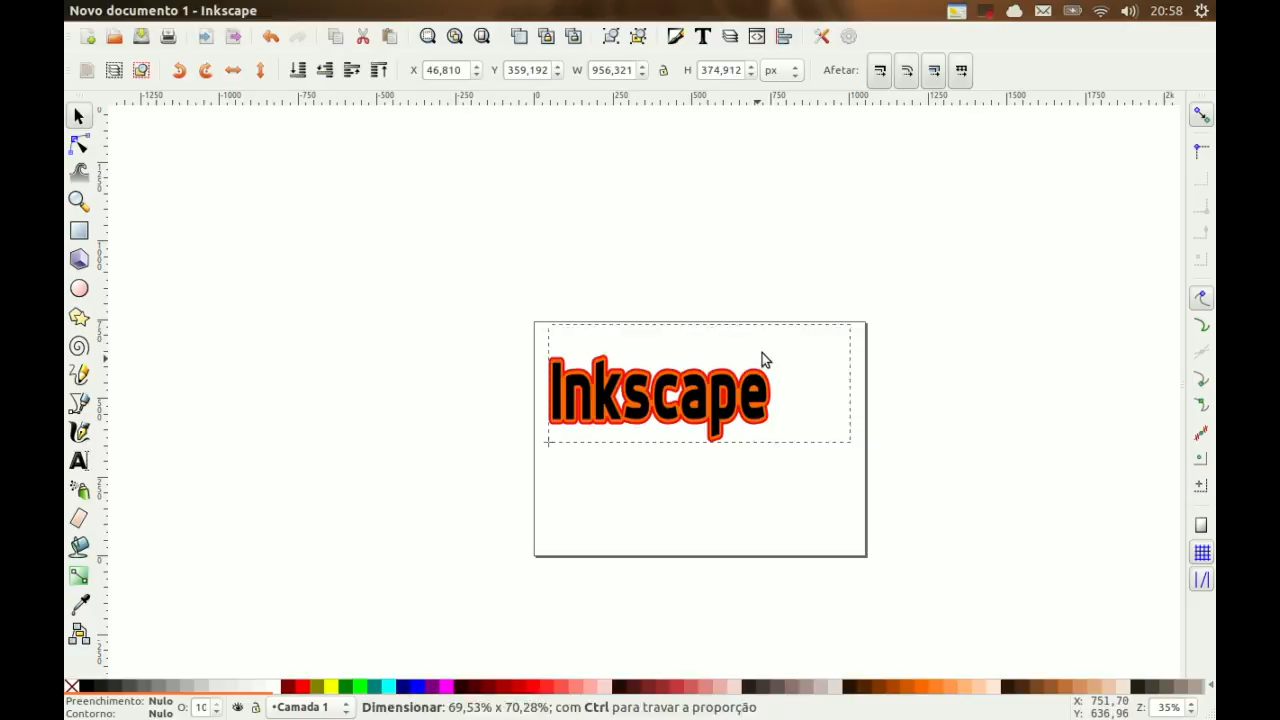 Novo documento 1 - Inkscape
20:58
X 46,810 Y 359,192 W 956,321 H 374,912 px Afetar:
-1250 -1000 -750 -500 -250 0 250 500 750 1000 1250 1500 1750 2k
Inkscape
Preenchimento: Nulo
Contorno: Nulo
O: 10
•Camada 1
Dimensionar: 69,53% x 70,28%; com Ctrl para travar a proporção
X: 751,70
Y: 636,96
Z: 35%